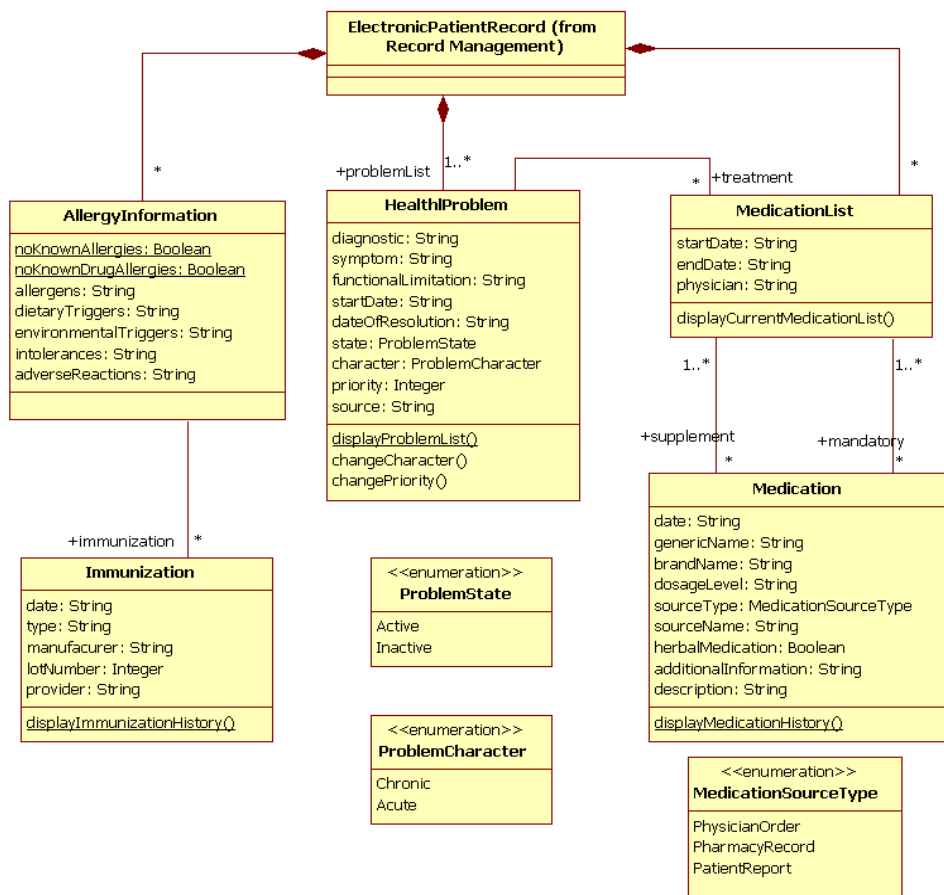 ElectronicPatientRecord (from
Record Management)
*
+problemList
1..*
*
+treatment
*
AllergyInformation
noKnownAllergies: Boolean
noKnownDrugAllergies: Boolean
allergens: String
dietaryTriggers: String
environmentalTriggers: String
intolerances: String
adverseReactions: String
HealthlProblem
diagnostic: String
symptom: String
functionalLimitation: String
startDate: String
dateOfResolution: String
state: ProblemState
character: ProblemCharacter
priority: Integer
source: String
displayProblemList()
changeCharacter()
changePriority()
MedicationList
startDate: String
endDate: String
physician: String
displayCurrentMedicationList()
1..*
1..*
+supplement
*
+mandatory
*
+immunization
*
Immunization
date: String
type: String
manufacurer: String
lotNumber: Integer
provider: String
displayImmunizationHistory()
<<enumeration>>
ProblemState
Active
Inactive
<<enumeration>>
ProblemCharacter
Chronic
Acute
Medication
date: String
genericName: String
brandName: String
dosageLevel: String
sourceType: MedicationSourceType
sourceName: String
herbalMedication: Boolean
additionalInformation: String
description: String
displayMedicationHistory()
<<enumeration>>
MedicationSourceType
PhysicianOrder
PharmacyRecord
PatientReport